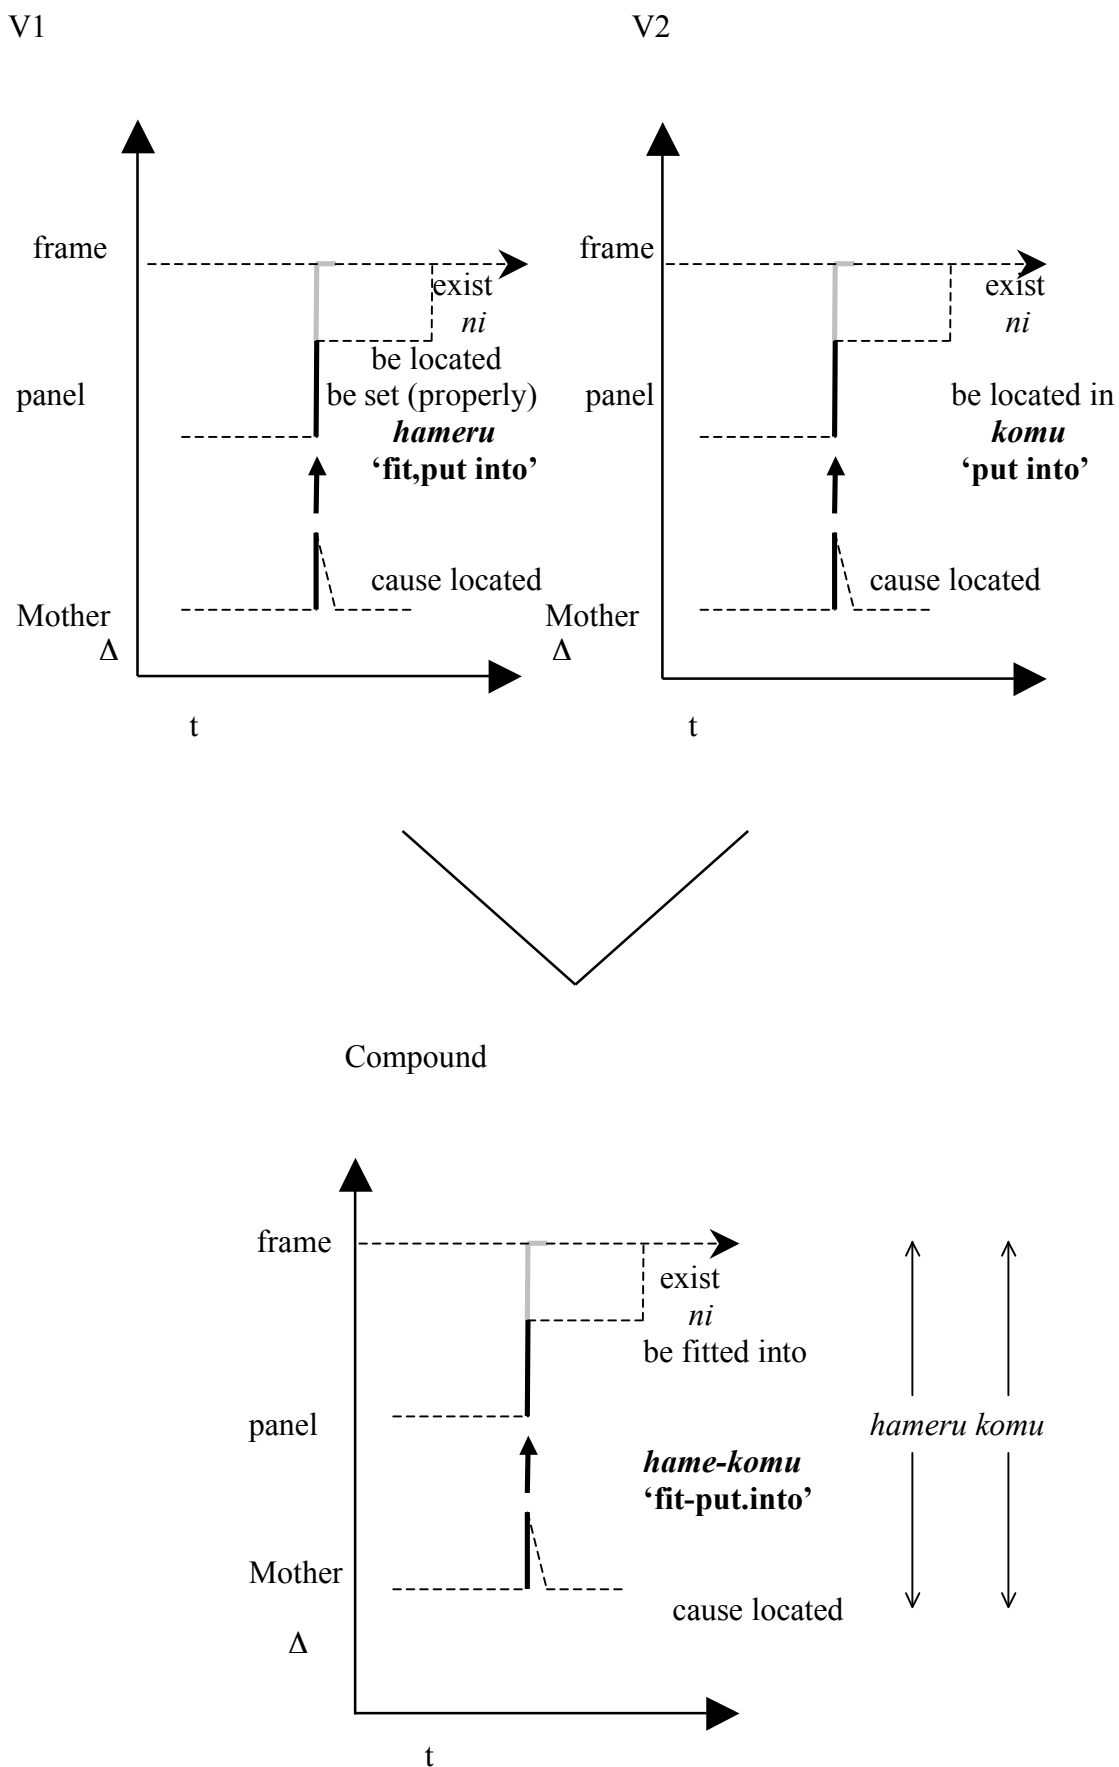 V1
V2
frame
exist
ni
be located
panel
be set (properly)
hameru
‘fit,put into’
cause located
Mother
Δ
t
frame
exist
ni
panel
be located in
komu
‘put into’
cause located
Mother
Δ
t
Compound
frame
exist
ni
be fitted into
panel
hameru komu
hame-komu
‘fit-put.into’
Mother
cause located
Δ
t